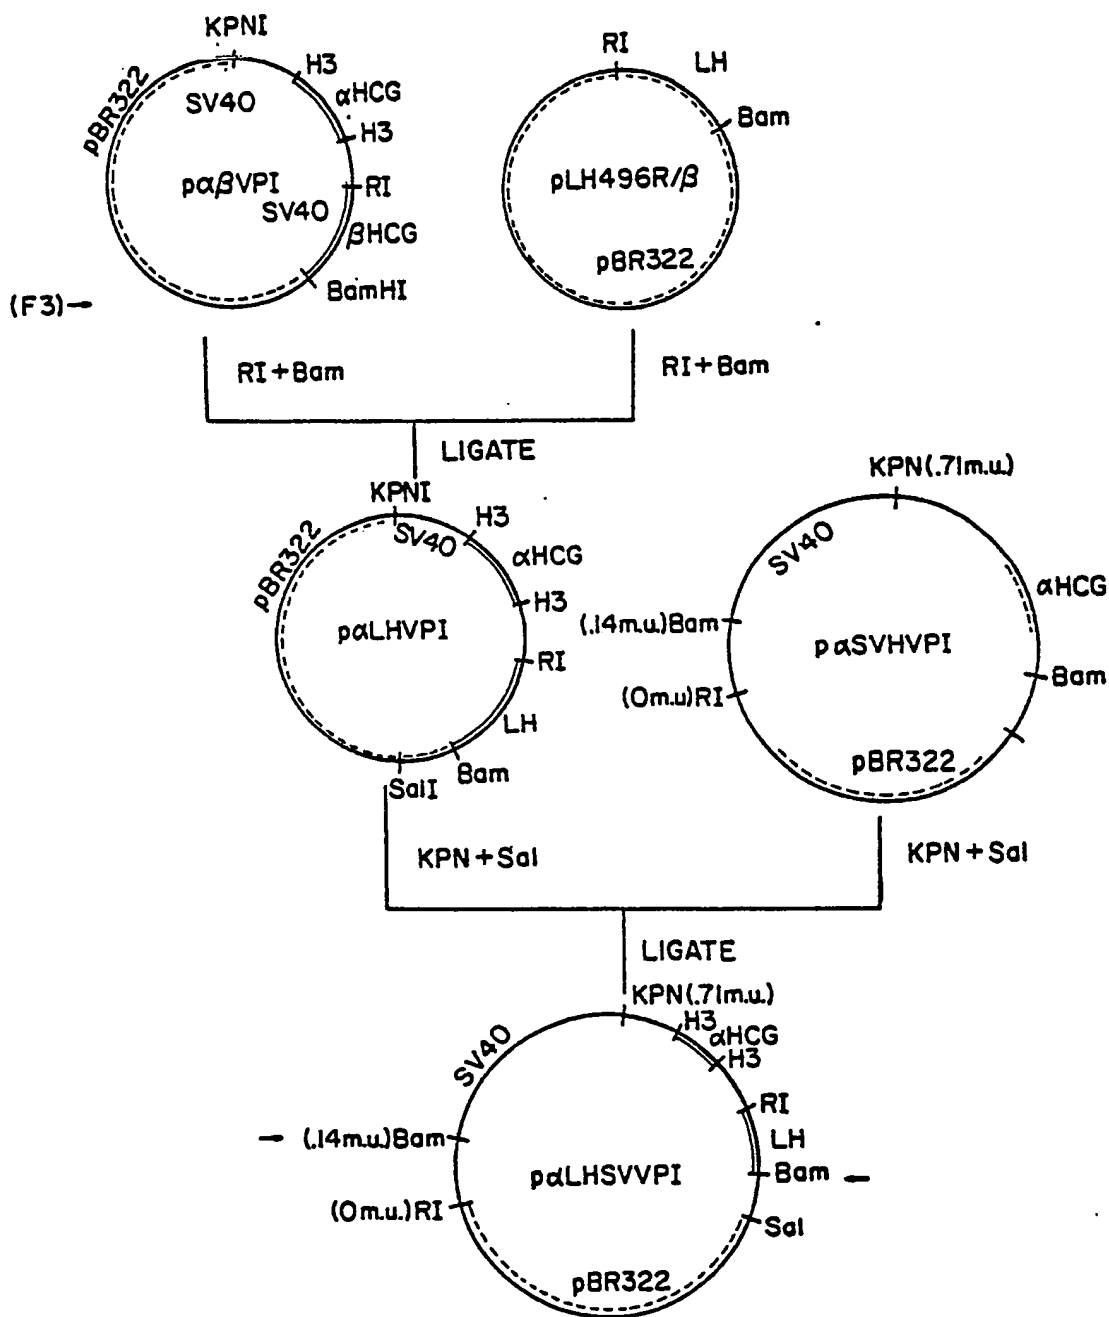 KPNI
H3
pBR322
SV40
αHCG
H3
pαβVPI
RI
SV40
βHCG
BamHI
(F3)→
RI+Bam
RI
LH
Bam
pLH496R/β
pBR322
RI+Bam
LIGATE
KPNI
H3
pBR322
SV40
αHCG
H3
pαLHVPI
RI
LH
Bam
SalI
KPN+Sal
KPN(.71m.u.)
SV40
αHCG
(.14m.u.)Bam
pαSVHVPI
Bam
(0m.u)RI
pBR322
KPN+Sal
LIGATE
KPN(.71m.u.)
H3
αHCG
H3
SV40
RI
LH
→ (.14m.u.)Bam
Bam ←
pαLHSVVPI
(0m.u.)RI
Sal
pBR322